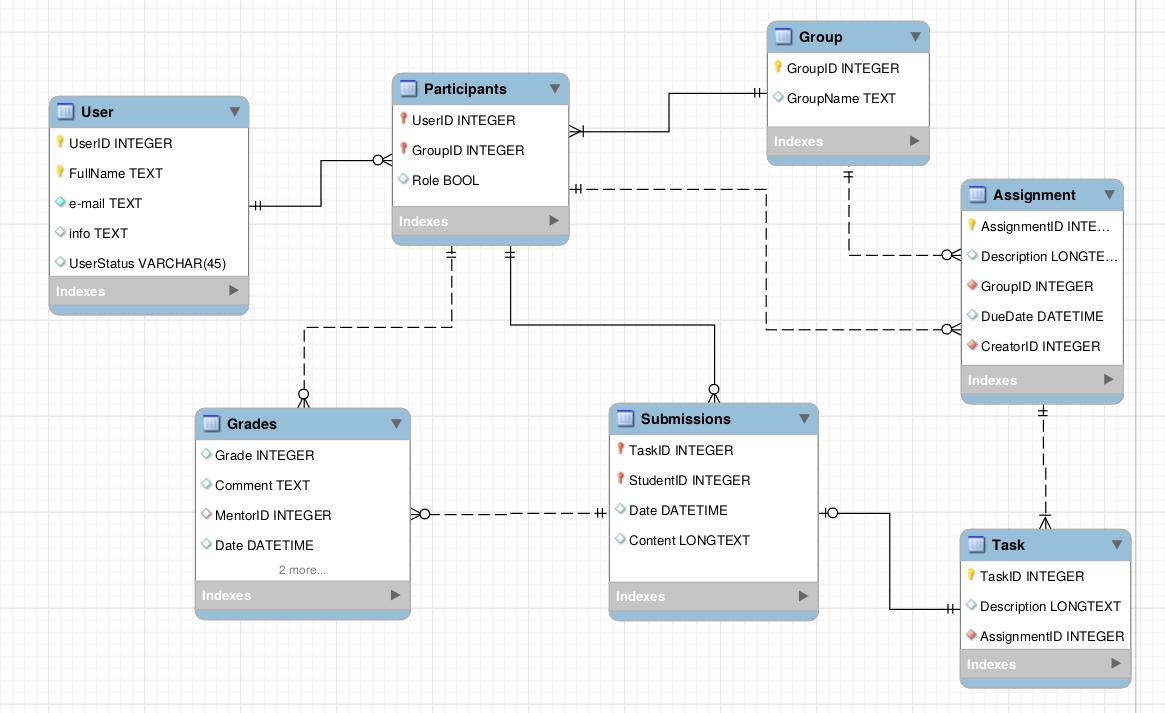 Group
GroupID INTEGER
GroupName TEXT
Indexes
Participants
UserID INTEGER
GroupID INTEGER
Role BOOL
Indexes
User
UserID INTEGER
FullName TEXT
e-mail TEXT
info TEXT
UserStatus VARCHAR(45)
Indexes
Assignment
AssignmentID INTE...
Description LONGTE...
GroupID INTEGER
DueDate DATETIME
CreatorID INTEGER
Indexes
Grades
Grade INTEGER
Comment TEXT
MentorID INTEGER
Date DATETIME
2 more...
Indexes
Submissions
TaskID INTEGER
StudentID INTEGER
Date DATETIME
Content LONGTEXT
Indexes
Task
TaskID INTEGER
Description LONGTEXT
AssignmentID INTEGER
Indexes